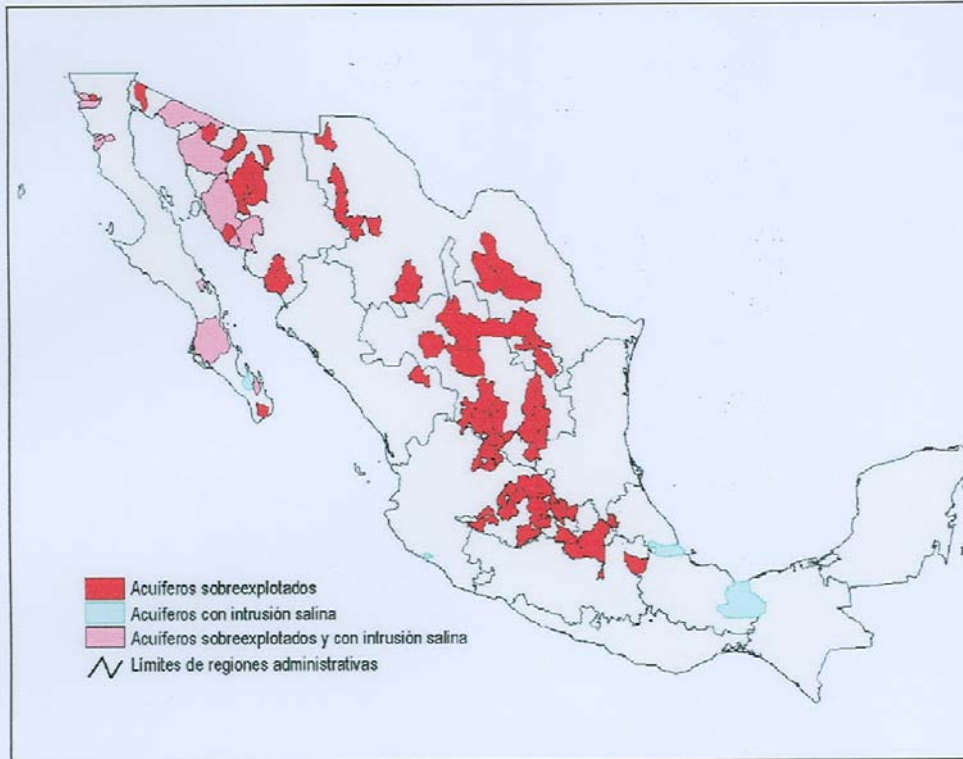 Acuíferos sobreexplotados
Acuíferos con intrusión salina
Acuíferos sobreexplotados y con intrusión salina
Límites de regiones administrativas